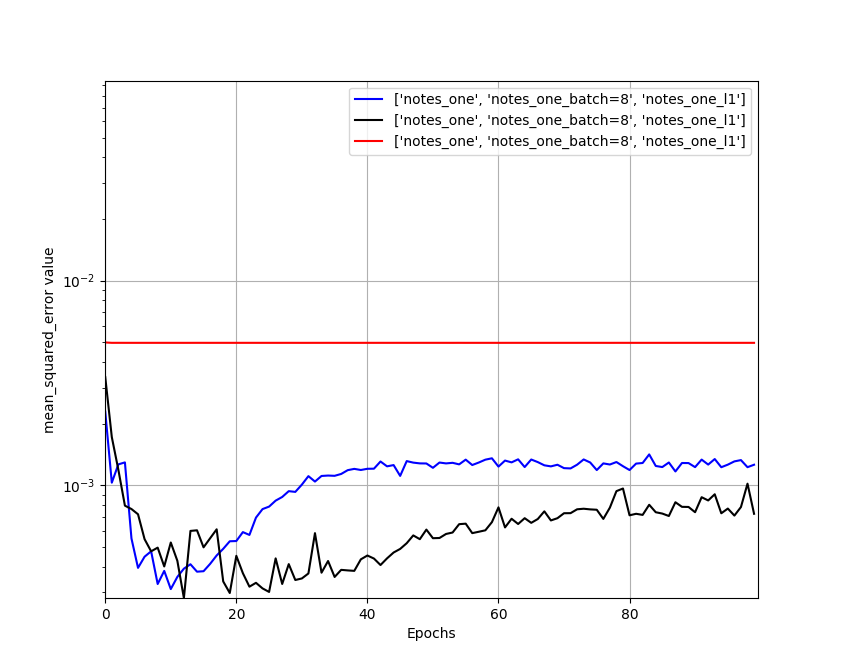 ['notes_one', 'notes_one_batch=8', 'notes_one_l1']
['notes_one', 'notes_one_batch=8', 'notes_one_l1']
['notes_one', 'notes_one_batch=8', 'notes_one_l1']
mean_squared_error value
10⁻²
10⁻³
0 20 40 60 80
Epochs